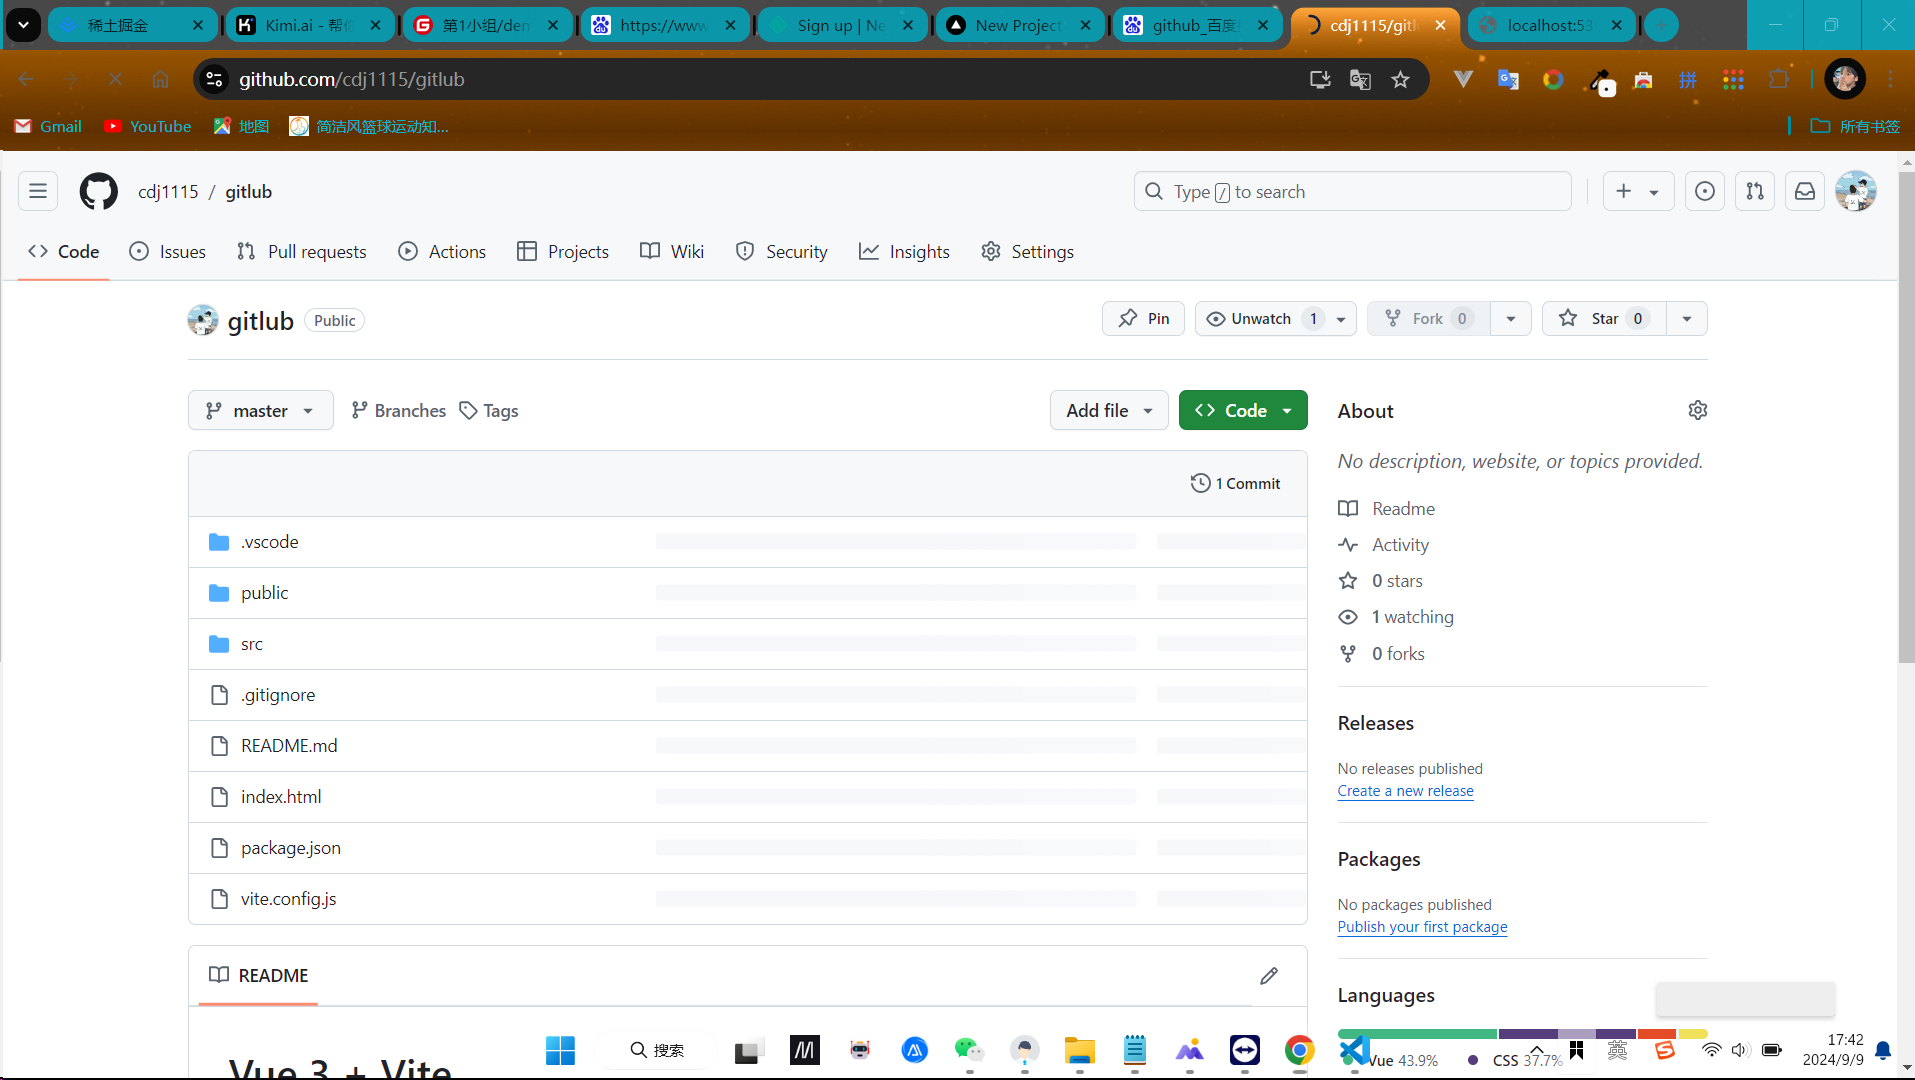 稀土掘金
Kimi.ai - 帮你
第1小组/den
https://www
Sign up | Ne
New Project
github_百度
cdj1115/gitl
localhost:53
github.com/cdj1115/gitlub
Gmail
YouTube
地图
简洁风篮球运动知...
所有书签
cdj1115 / gitlub
Type / to search
Code
Issues
Pull requests
Actions
Projects
Wiki
Security
Insights
Settings
gitlub Public
Pin
Unwatch 1
Fork 0
Star 0
master
Branches
Tags
Add file
Code
About
No description, website, or topics provided.
1 Commit
Readme
.vscode
Activity
public
0 stars
1 watching
src
0 forks
.gitignore
Releases
README.md
No releases published
Create a new release
index.html
package.json
Packages
vite.config.js
No packages published
Publish your first package
README
Languages
Vue 3 + Vite
搜索
Vue 43.9%
CSS 37.7%
英
17:42
2024/9/9